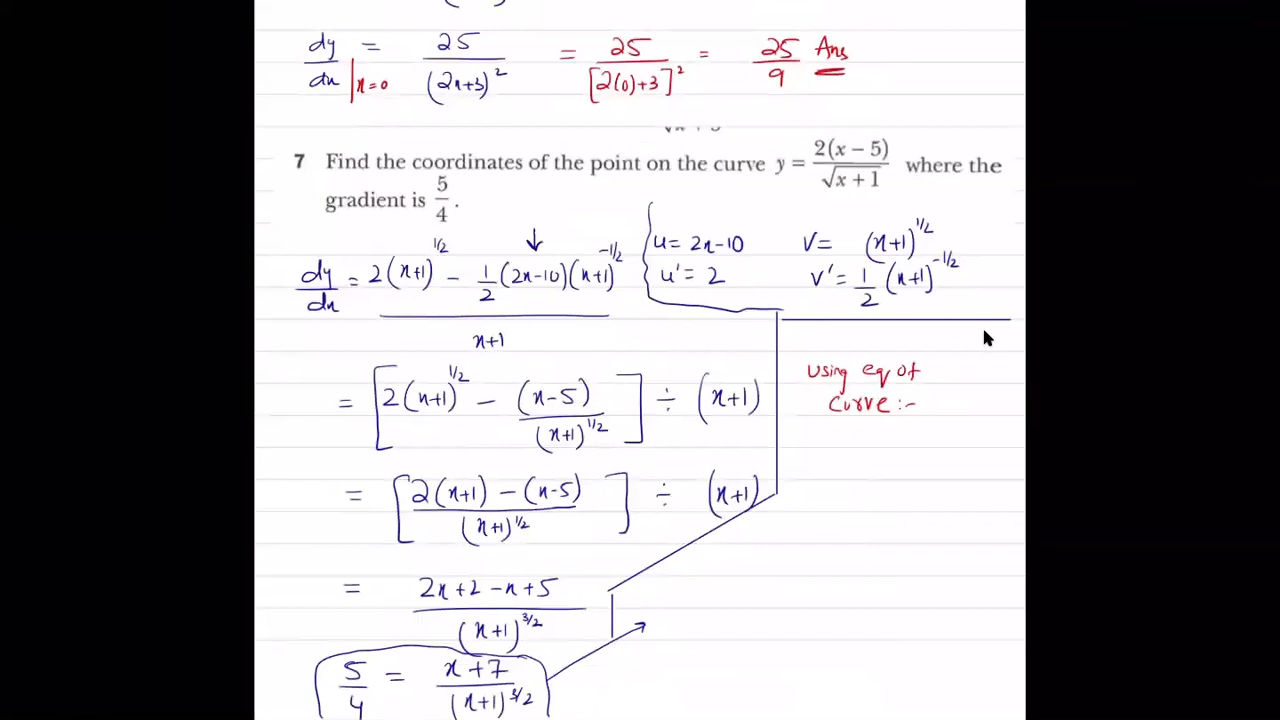 dy/dx |x=0 = 25/(2x+3)² = 25/[2(0)+3]² = 25/9 Ans
7 Find the coordinates of the point on the curve y = 2(x − 5)/√x + 1 where the
gradient is 5/4.
u = 2x-10 v = (x+1)^1/2
u' = 2 v' = 1/2 (x+1)^-1/2
dy/dx = 2(x+1)^1/2 - 1/2 (2x-10)(x+1)^-1/2 / x+1
using eq of
curve :-
= [2(x+1)^1/2 - (x-5)/(x+1)^1/2] ÷ (x+1)
= [2(x+1) - (x-5)/(x+1)^1/2] ÷ (x+1)
= 2x+2-x+5/(x+1)^3/2
5/4 = x+7/(x+1)^3/2